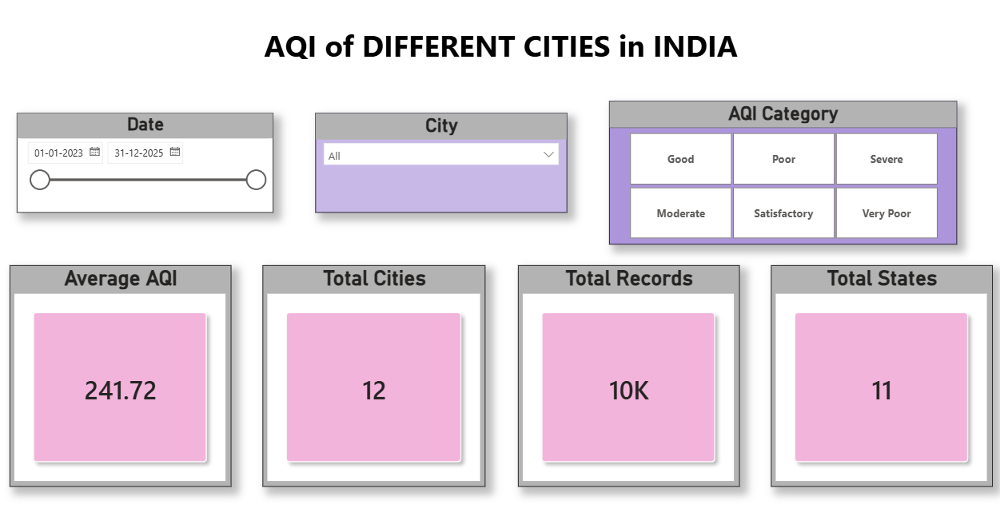 AQI of DIFFERENT CITIES in INDIA
Date
01-01-2023
31-12-2025
City
All
AQI Category
Good
Poor
Severe
Moderate
Satisfactory
Very Poor
Average AQI
241.72
Total Cities
12
Total Records
10K
Total States
11